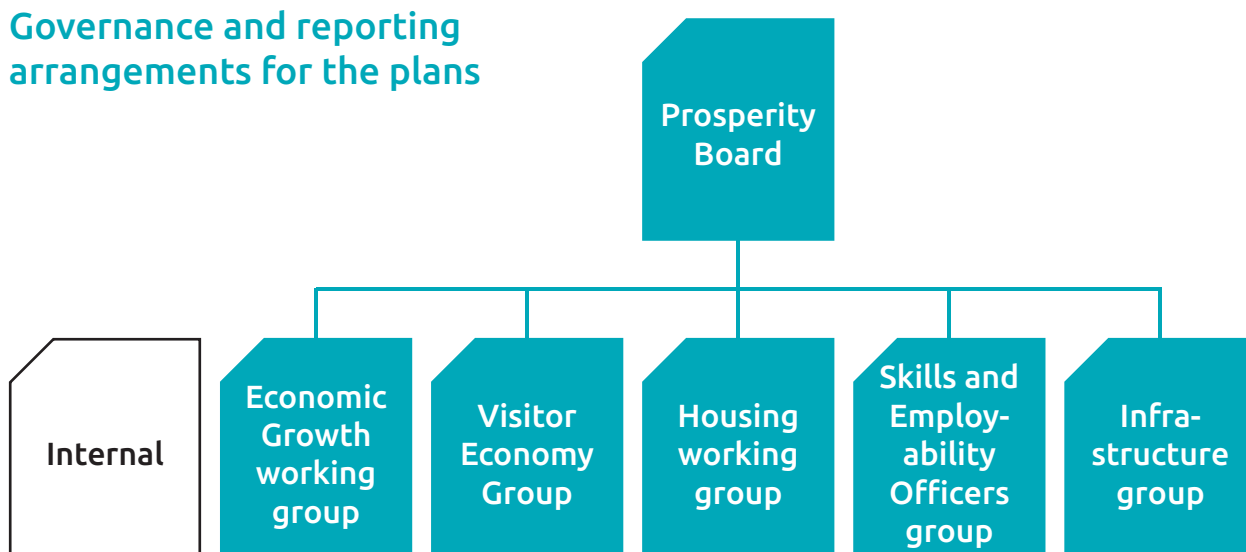 Governance and reporting
arrangements for the plans
Prosperity
Board
Internal
Economic
Growth
working
group
Visitor
Economy
Group
Housing
working
group
Skills and
Employ-
ability
Officers
group
Infra-
structure
group